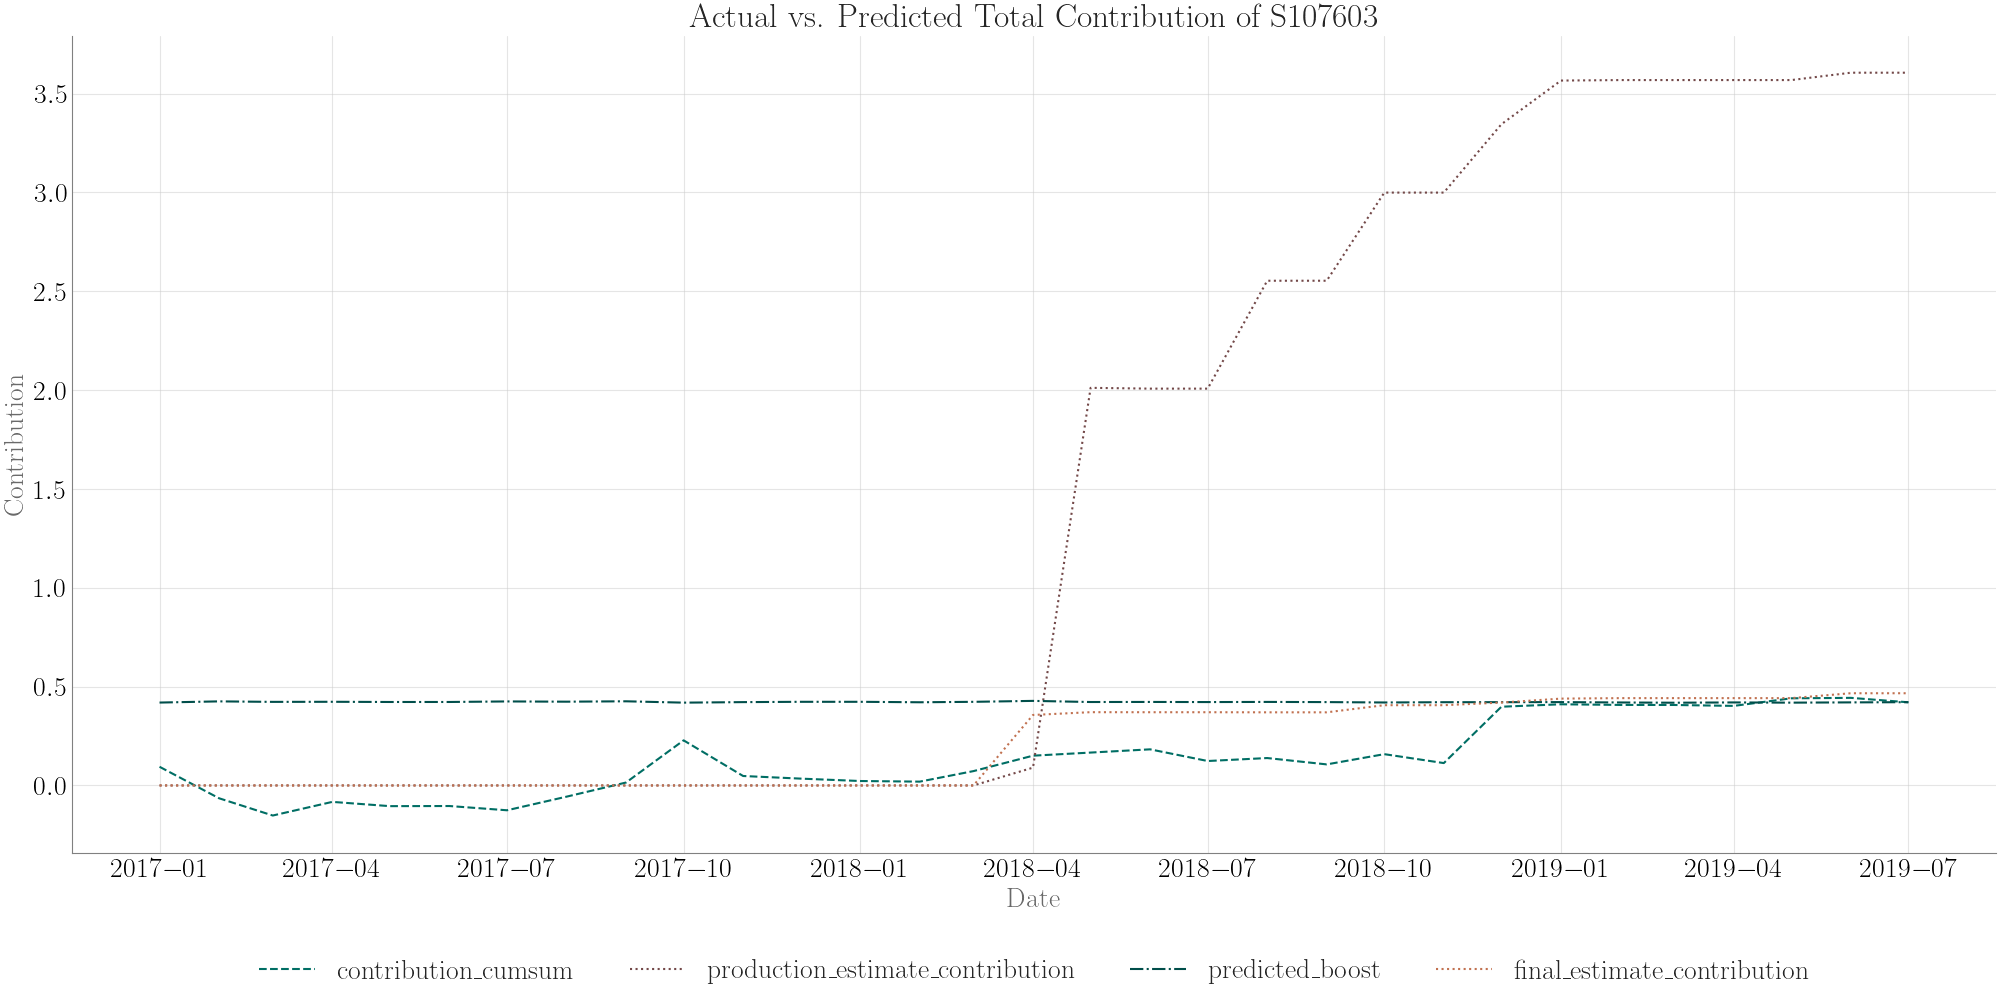 Actual vs. Predicted Total Contribution of S107603
3.5
3.0
2.5
2.0
1.5
1.0
0.5
0.0
Contribution
2017−01 2017−04 2017−07 2017−10 2018−01 2018−04 2018−07 2018−10 2019−01 2019−04 2019−07
Date
contribution_cumsum production_estimate_contribution predicted_boost final_estimate_contribution